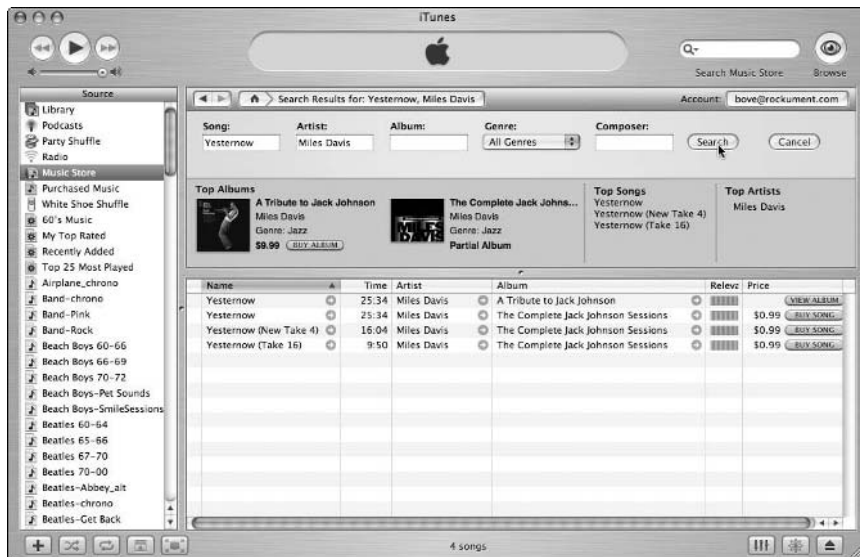 iTunes
Search Music Store
Browse
Source
Library
Podcasts
Party Shuffle
Radio
Music Store
Purchased Music
White Shoe Shuffle
60's Music
My Top Rated
Recently Added
Top 25 Most Played
Airplane_chrono
Band-chrono
Band-Pink
Band-Rock
Beach Boys 60-66
Beach Boys 66-69
Beach Boys 70-72
Beach Boys-Pet Sounds
Beach Boys-SmileSessions
Beatles 60-64
Beatles 65-66
Beatles 67-70
Beatles 70-00
Beatles-Abbey_alt
Beatles-chrono
Beatles-Get Back
Search Results for: Yesternow, Miles Davis
Account: bove@rockument.com
Song: Artist: Album: Genre: Composer:
Yesternow Miles Davis All Genres Search Cancel
Top Albums
A Tribute to Jack Johnson
Miles Davis
Genre: Jazz
$9.99 BUY ALBUM
MILES DAVIS
The Complete Jack Johns...
Miles Davis
Genre: Jazz
Partial Album
Top Songs
Yesternow
Yesternow (New Take 4)
Yesternow (Take 16)
Top Artists
Miles Davis
Name Time Artist Album Releva Price
Yesternow 25:34 Miles Davis A Tribute to Jack Johnson VIEW ALBUM
Yesternow 25:34 Miles Davis The Complete Jack Johnson Sessions $0.99 BUY SONG
Yesternow (New Take 4) 16:04 Miles Davis The Complete Jack Johnson Sessions $0.99 BUY SONG
Yesternow (Take 16) 9:50 Miles Davis The Complete Jack Johnson Sessions $0.99 BUY SONG
4 songs